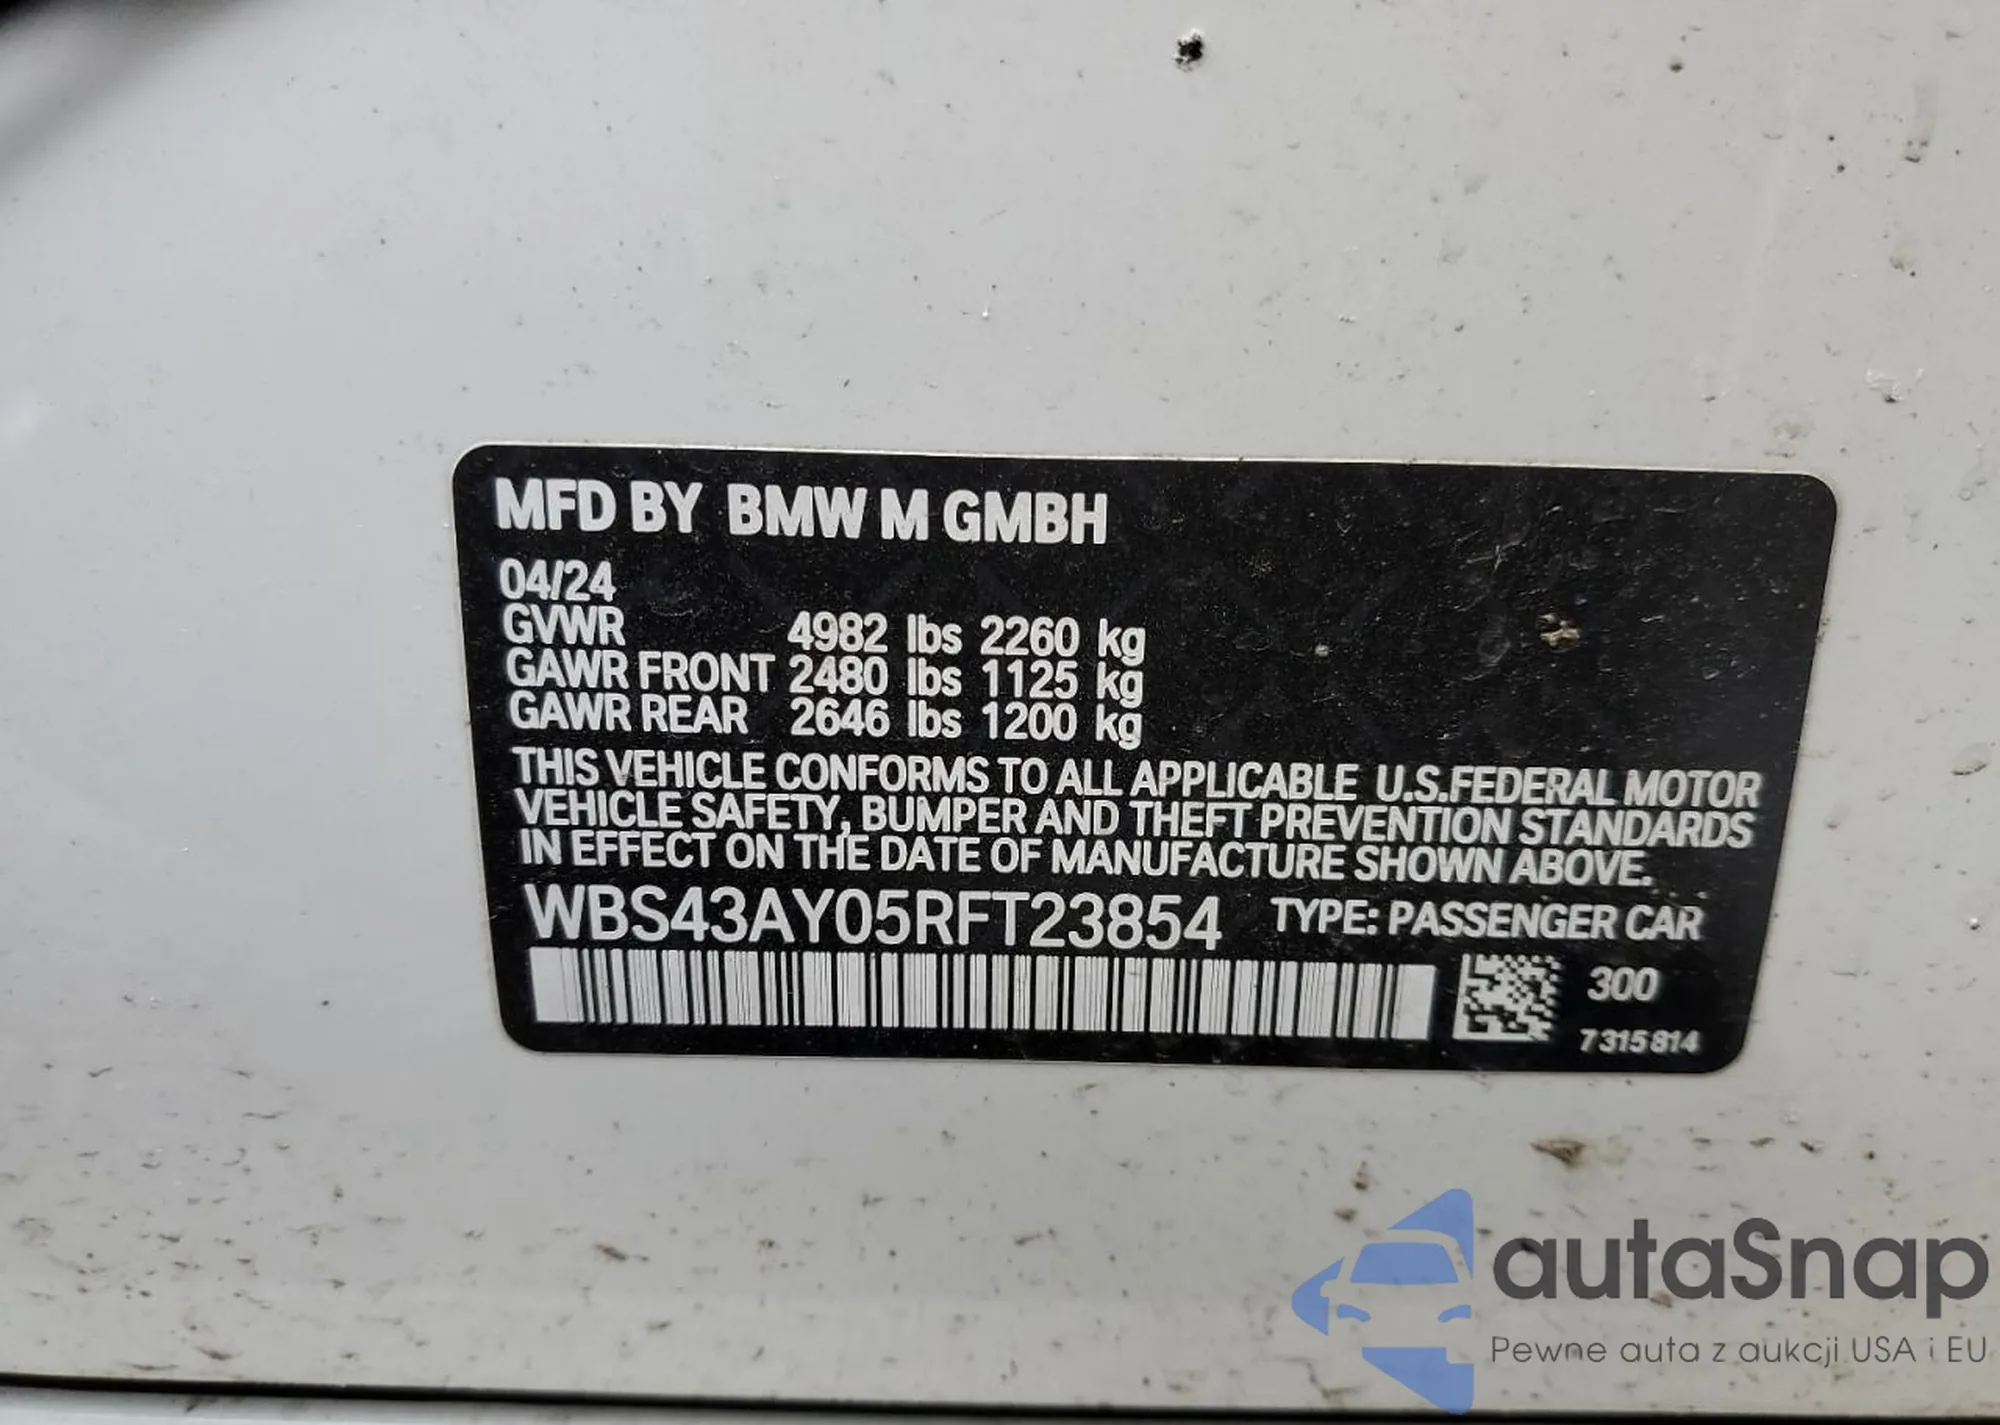 MFD BY BMW M GMBH
04/24
GVWR 4982 lbs 2260 kg
GAWR FRONT 2480 lbs 1125 kg
GAWR REAR 2646 lbs 1200 kg
THIS VEHICLE CONFORMS TO ALL APPLICABLE U.S.FEDERAL MOTOR
VEHICLE SAFETY, BUMPER AND THEFT PREVENTION STANDARDS
IN EFFECT ON THE DATE OF MANUFACTURE SHOWN ABOVE.
WBS43AY05RFT23854 TYPE: PASSENGER CAR
300
7315814
autaSnap
Pewne auta z aukcji USA i EU